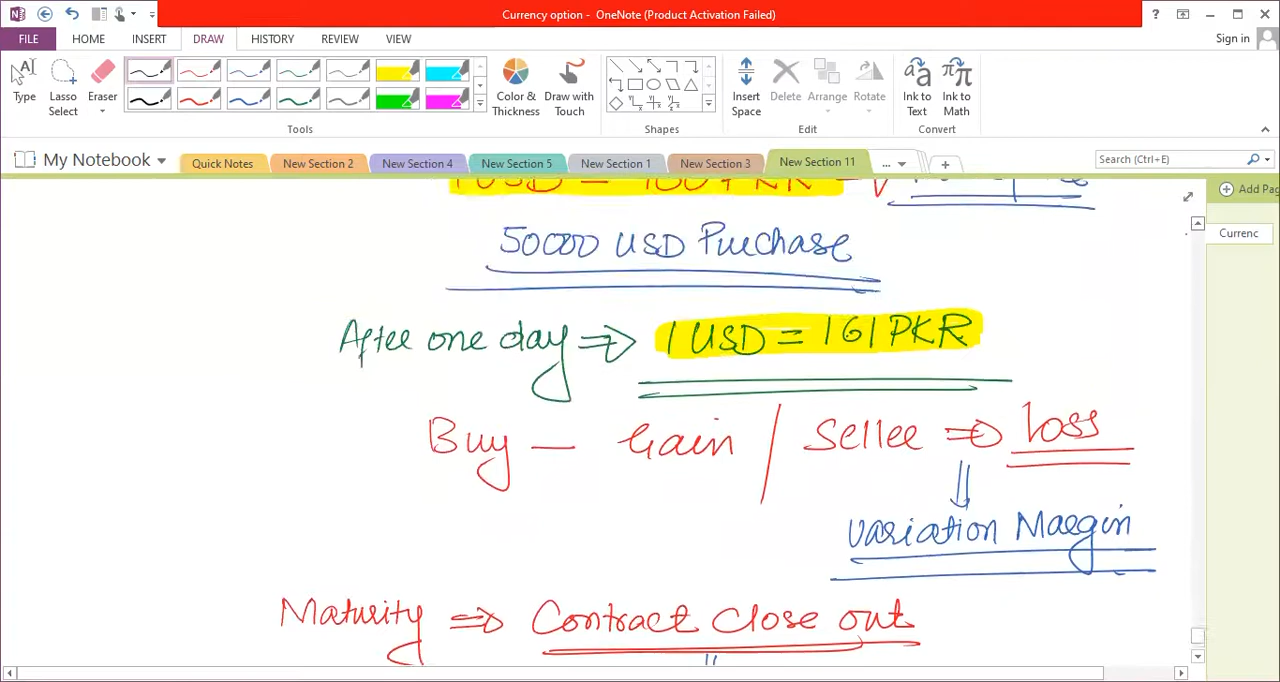 Currency option - OneNote (Product Activation Failed)
FILE HOME INSERT DRAW HISTORY REVIEW VIEW
Sign in
Type
Lasso Select
Eraser
Color & Thickness
Draw with Touch
Insert Space
Delete
Arrange
Rotate
Ink to Text
Ink to Math
Tools
Shapes
Edit
Convert
My Notebook
Quick Notes
New Section 2
New Section 4
New Section 5
New Section 1
New Section 3
New Section 11
...
Search (Ctrl+E)
Add Pag
Currenc
1 USD = PKR
50000 USD Purchase
After one day ⇒ 1 USD = 161 PKR
Buy — Gain / Seller ⇒ loss
variation Margin
Maturity ⇒ Contract Close out